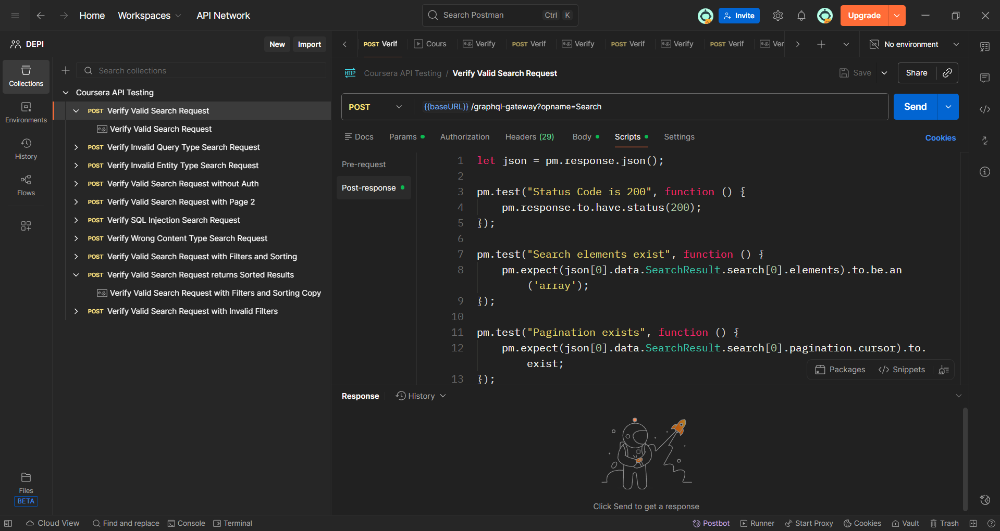 Home Workspaces API Network Search Postman Ctrl K Invite Upgrade
DEPI New Import
POST Verif Cours e.g. Verify POST Verif e.g. Verify POST Verif e.g. Verify POST Verif e.g. Ver No environment
Collections
Environments
History
Flows
Files
BETA
Search collections
Coursera API Testing
POST Verify Valid Search Request
e.g. Verify Valid Search Request
POST Verify Invalid Query Type Search Request
POST Verify Invalid Entity Type Search Request
POST Verify Valid Search Request without Auth
POST Verify Valid Search Request with Page 2
POST Verify SQL Injection Search Request
POST Verify Wrong Content Type Search Request
POST Verify Valid Search Request with Filters and Sorting
POST Verify Valid Search Request returns Sorted Results
e.g. Verify Valid Search Request with Filters and Sorting Copy
POST Verify Valid Search Request with Invalid Filters
HTTP Coursera API Testing / Verify Valid Search Request Save Share
POST {{baseURL}} /graphql-gateway?opname=Search Send
Docs Params Authorization Headers (29) Body Scripts Settings Cookies
Pre-request
Post-response
1 let json = pm.response.json();
2
3 pm.test("Status Code is 200", function () {
4 pm.response.to.have.status(200);
5 });
6
7 pm.test("Search elements exist", function () {
8 pm.expect(json[0].data.SearchResult.search[0].elements).to.be.an
('array');
9 });
10
11 pm.test("Pagination exists", function () {
12 pm.expect(json[0].data.SearchResult.search[0].pagination.cursor).to.
exist;
13 });
Packages Snippets
Response History
Click Send to get a response
Cloud View Find and replace Console Terminal Postbot Runner Start Proxy Cookies Vault Trash